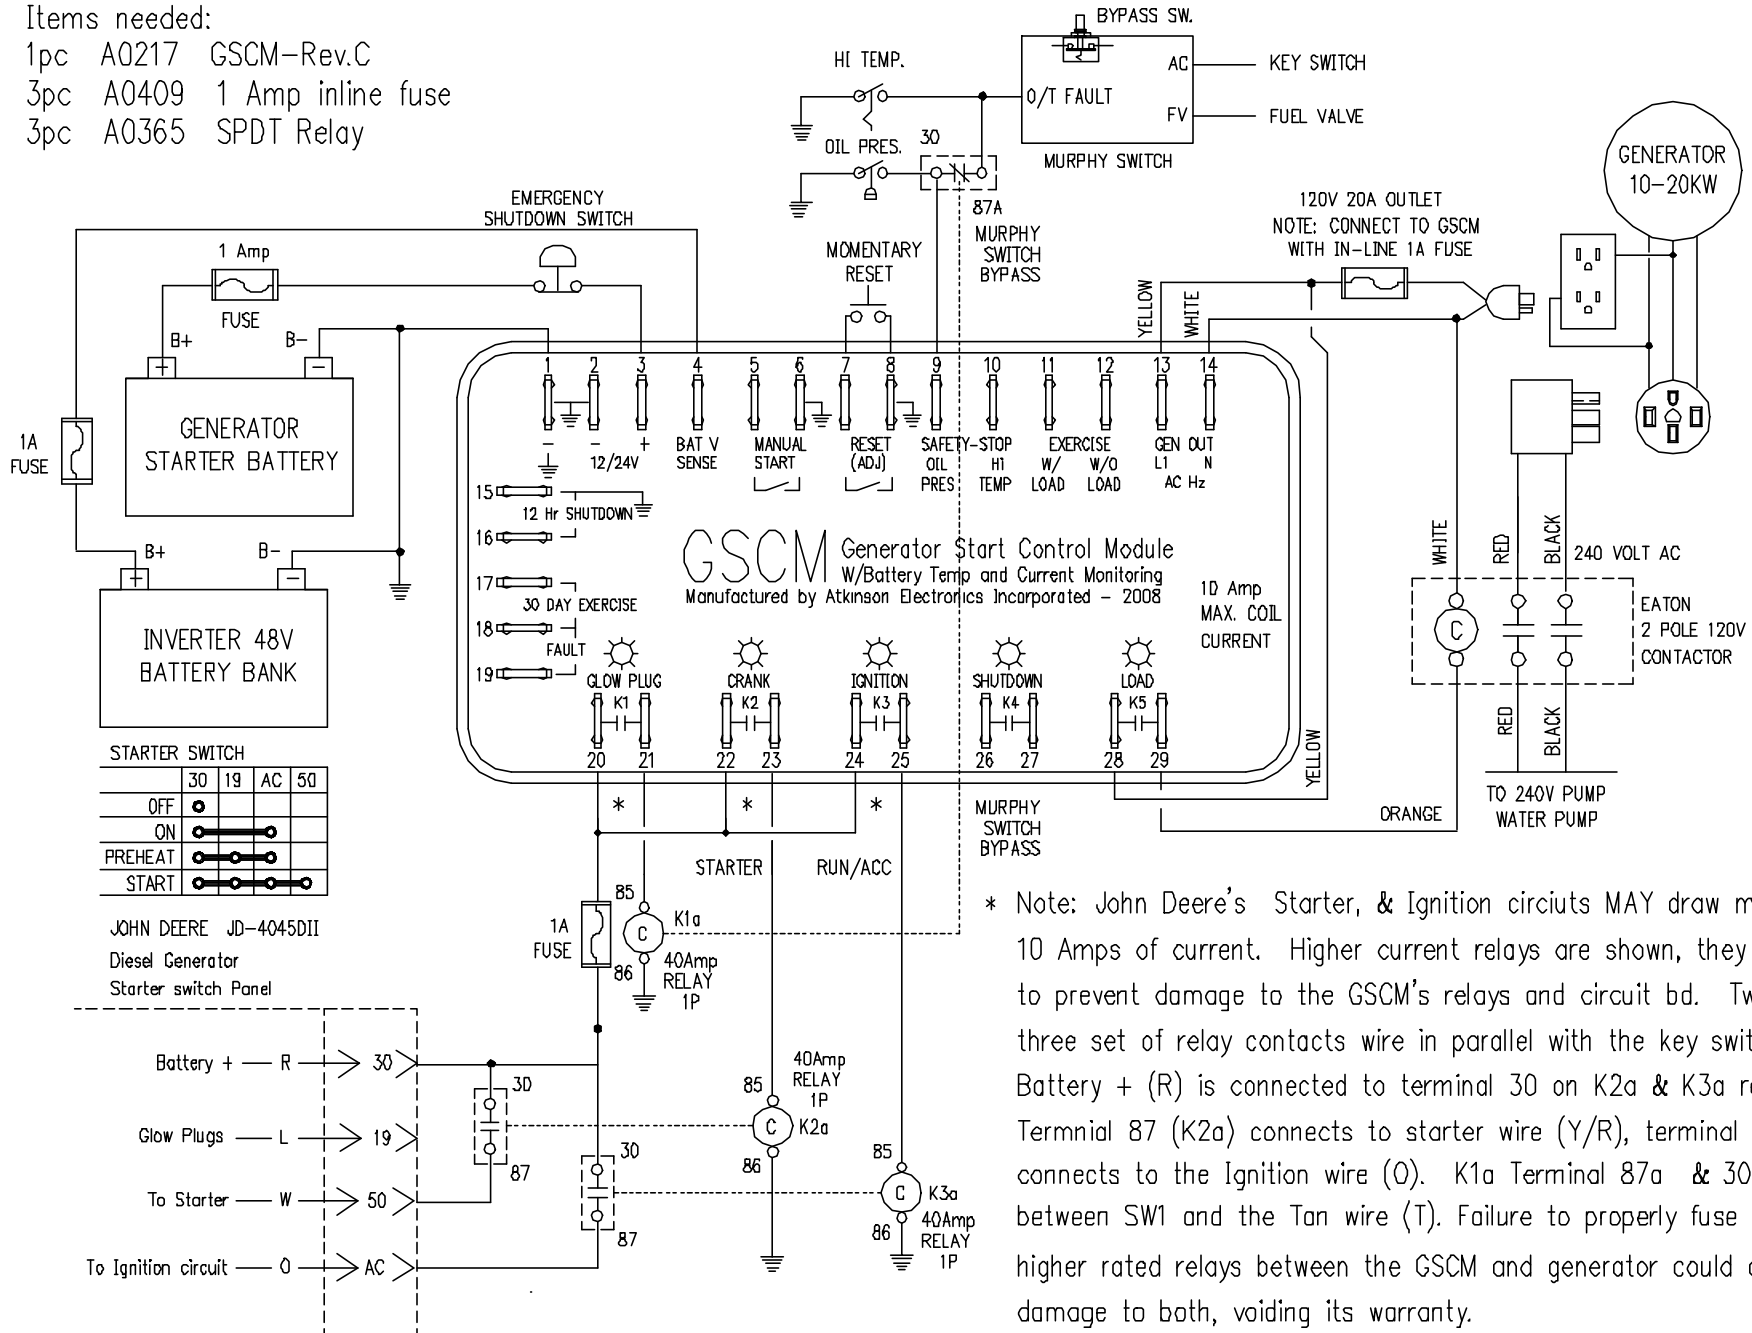 Items needed:
1pc A0217 GSCM-Rev.C
3pc A0409 1 Amp inline fuse
3pc A0365 SPDT Relay
BYPASS SW.
HI TEMP.
O/T FAULT
AC
KEY SWITCH
FV
FUEL VALVE
MURPHY SWITCH
OIL PRES.
30
87A
MURPHY
SWITCH
BYPASS
GENERATOR
10-20KW
120V 20A OUTLET
NOTE: CONNECT TO GSCM
WITH IN-LINE 1A FUSE
EMERGENCY
SHUTDOWN SWITCH
1 Amp
FUSE
MOMENTARY
RESET
YELLOW
WHITE
B+
B-
+
-
GENERATOR
STARTER BATTERY
1A
FUSE
B+
B-
+
-
INVERTER 48V
BATTERY BANK
1 2 3 4 5 6 7 8 9 10 11 12 13 14
- - +
12/24V
BAT V
SENSE
MANUAL
START
RESET
(ADJ)
SAFETY-STOP
OIL
PRES
HI
TEMP
EXERCISE
W/
LOAD
W/O
LOAD
GEN OUT
L1 N
AC Hz
15
12 Hr SHUTDOWN
16
17
30 DAY EXERCISE
18
FAULT
19
GSCM
Generator Start Control Module
W/Battery Temp and Current Monitoring
Manufactured by Atkinson Electronics Incorporated - 2008
10 Amp
MAX. COIL
CURRENT
GLOW PLUG
K1
CRANK
K2
IGNITION
K3
SHUTDOWN
K4
LOAD
K5
20 21 22 23 24 25 26 27 28 29
* * *
YELLOW
WHITE
RED
BLACK
240 VOLT AC
C
EATON
2 POLE 120V
CONTACTOR
RED
BLACK
TO 240V PUMP
WATER PUMP
ORANGE
MURPHY
SWITCH
BYPASS
STARTER SWITCH
30 19 AC 50
OFF
ON
PREHEAT
START
JOHN DEERE JD-4045DII
Diesel Generator
Starter switch Panel
STARTER
RUN/ACC
1A
FUSE
85
C
K1a
86
40Amp
RELAY
1P
Battery + R 30
Glow Plugs L 19
To Starter W 50
To Ignition circuit O AC
30
87
30
87
40Amp
RELAY
1P
85
C
K2a
86
85
C
K3a
86
40Amp
RELAY
1P
* Note: John Deere's Starter, & Ignition circiuts MAY draw m
10 Amps of current. Higher current relays are shown, they
to prevent damage to the GSCM's relays and circuit bd. Tw
three set of relay contacts wire in parallel with the key swit
Battery + (R) is connected to terminal 30 on K2a & K3a r
Termnial 87 (K2a) connects to starter wire (Y/R), terminal
connects to the Ignition wire (O). K1a Terminal 87a & 30
between SW1 and the Tan wire (T). Failure to properly fuse
higher rated relays between the GSCM and generator could
damage to both, voiding its warranty.